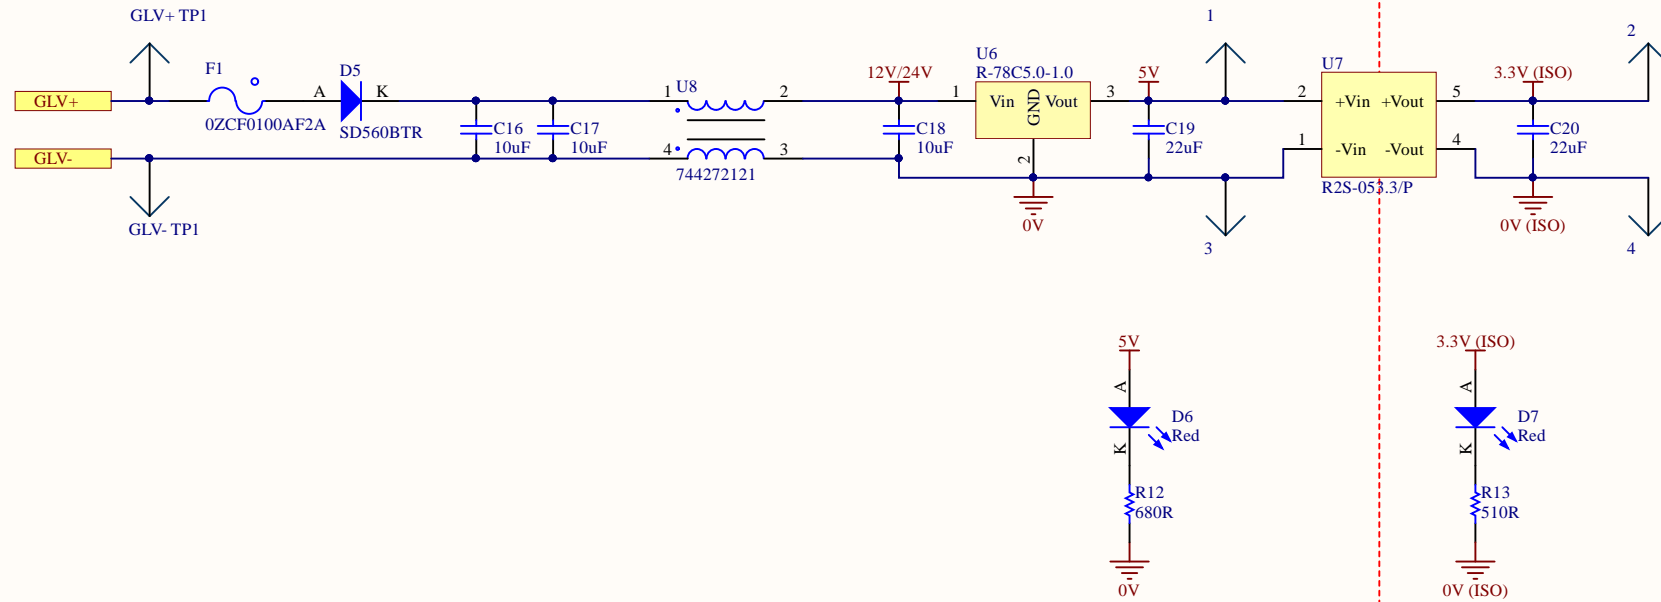 GLV+ TP1
1
2
F1
D5
U6
U7
GLV+
A
K
0ZCF0100AF2A
SD560BTR
C16
10uF
C17
10uF
1
U8
2
4
3
744272121
12V/24V
C18
10uF
1
R-78C5.0-1.0
Vin
GND
Vout
3
2
0V
5V
C19
22uF
2
+Vin
+Vout
5
1
-Vin
-Vout
4
R2S-053.3/P
3.3V (ISO)
C20
22uF
0V (ISO)
GLV-
GLV- TP1
3
4
5V
A
D6
Red
K
R12
680R
0V
3.3V (ISO)
A
D7
Red
K
R13
510R
0V (ISO)